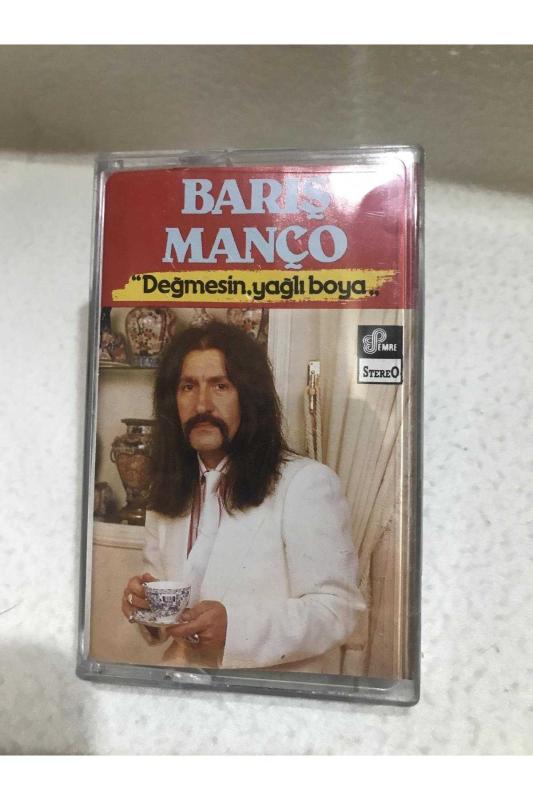 BARIŞ
MANÇO
"Değmesin.yağlı boya„
EMRE
STEREO